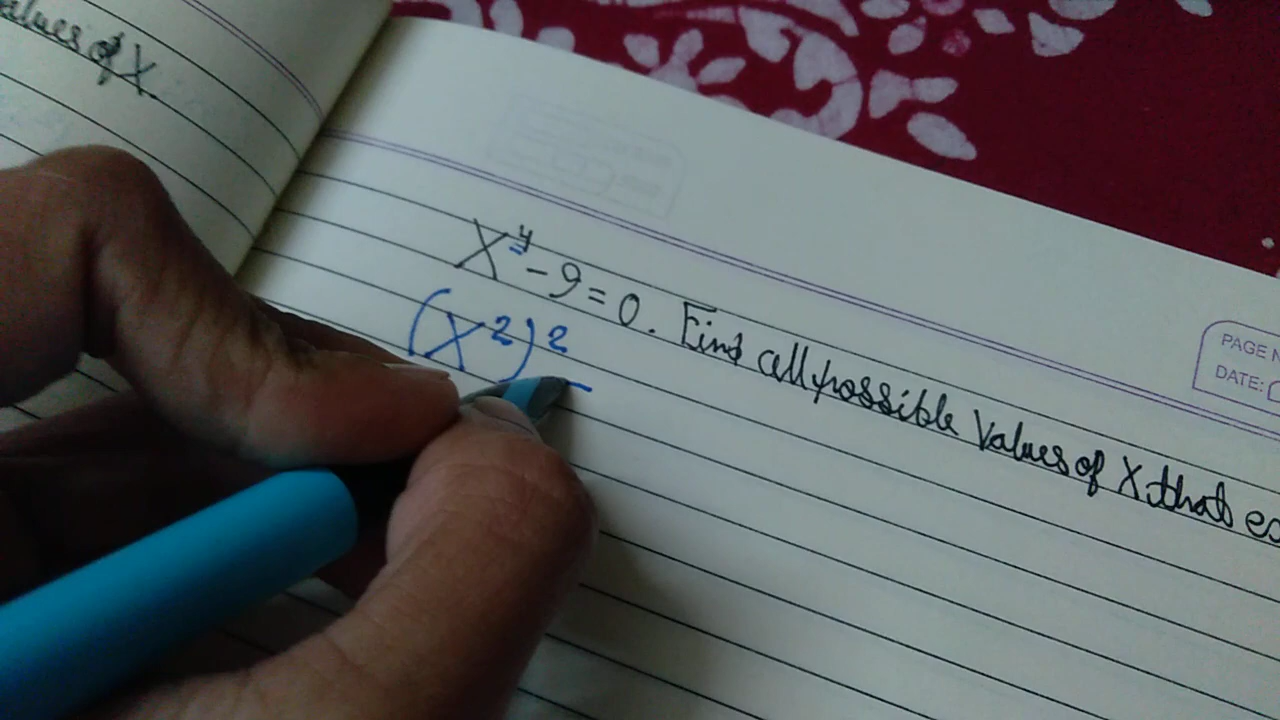 Values of X.
X⁴ - 9 = 0. Find all possible Values of X that
(X²)² -
PAGE N
DATE: